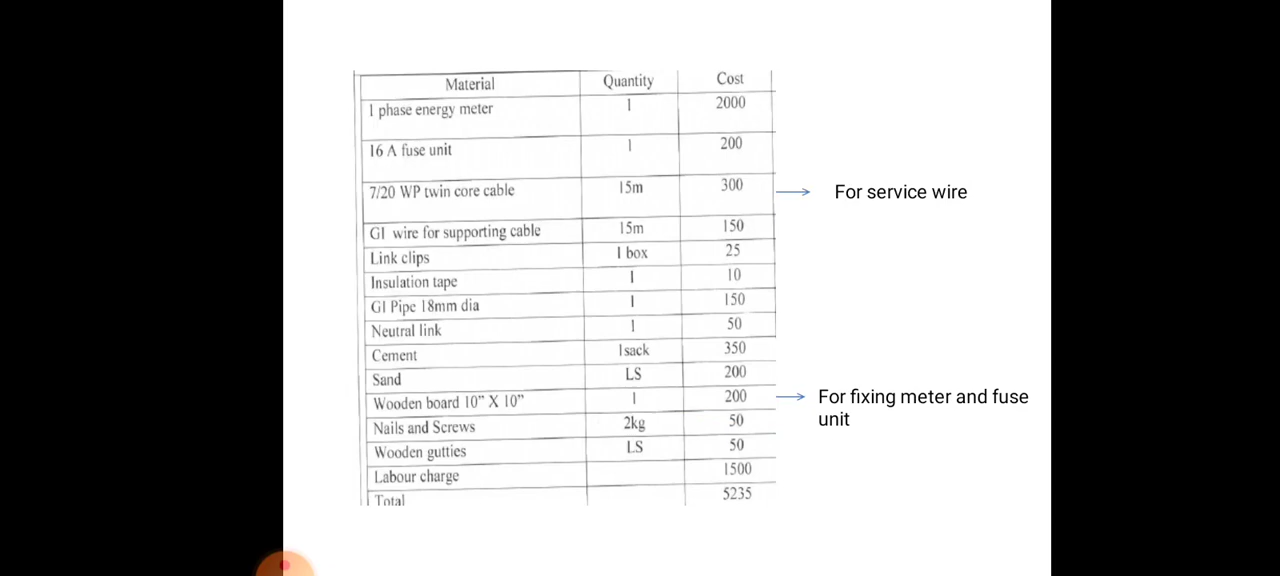 Material Quantity Cost
1 phase energy meter 1 2000
16 A fuse unit 1 200
7/20 WP twin core cable 15m 300 For service wire
GI wire for supporting cable 15m 150
Link clips 1 box 25
Insulation tape 1 10
GI Pipe 18mm dia 1 150
Neutral link 1 50
Cement 1sack 350
Sand LS 200
Wooden board 10” X 10” 1 200 For fixing meter and fuse
unit
Nails and Screws 2kg 50
Wooden gutties LS 50
Labour charge 1500
Total 5235